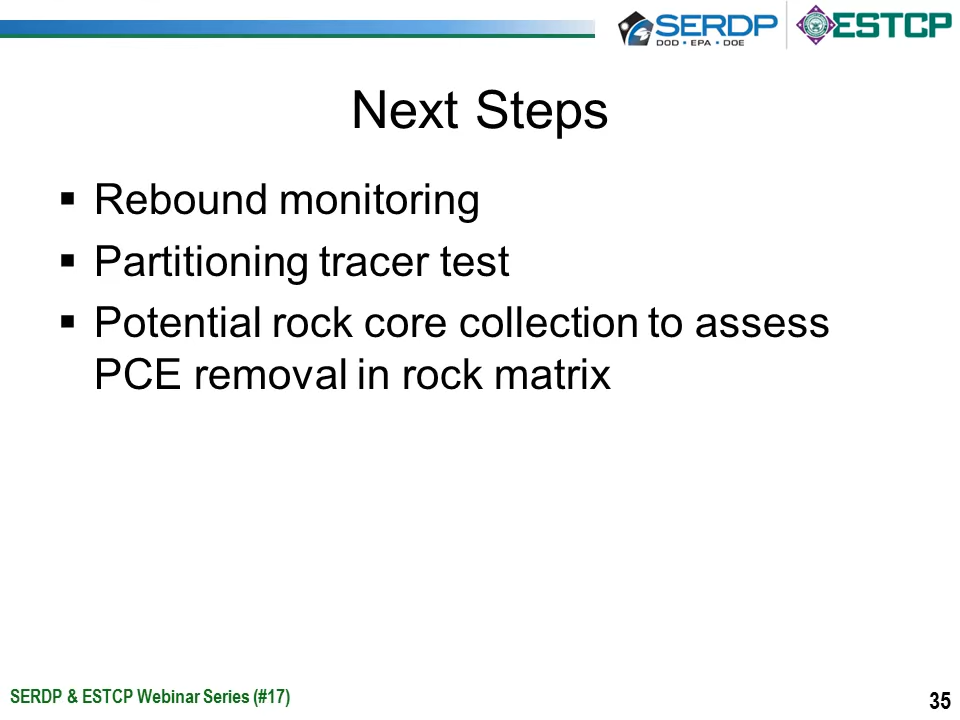 SERDP
DOD • EPA • DOE
ESTCP
Next Steps
▪ Rebound monitoring
▪ Partitioning tracer test
▪ Potential rock core collection to assess
PCE removal in rock matrix
SERDP & ESTCP Webinar Series (#17)
35